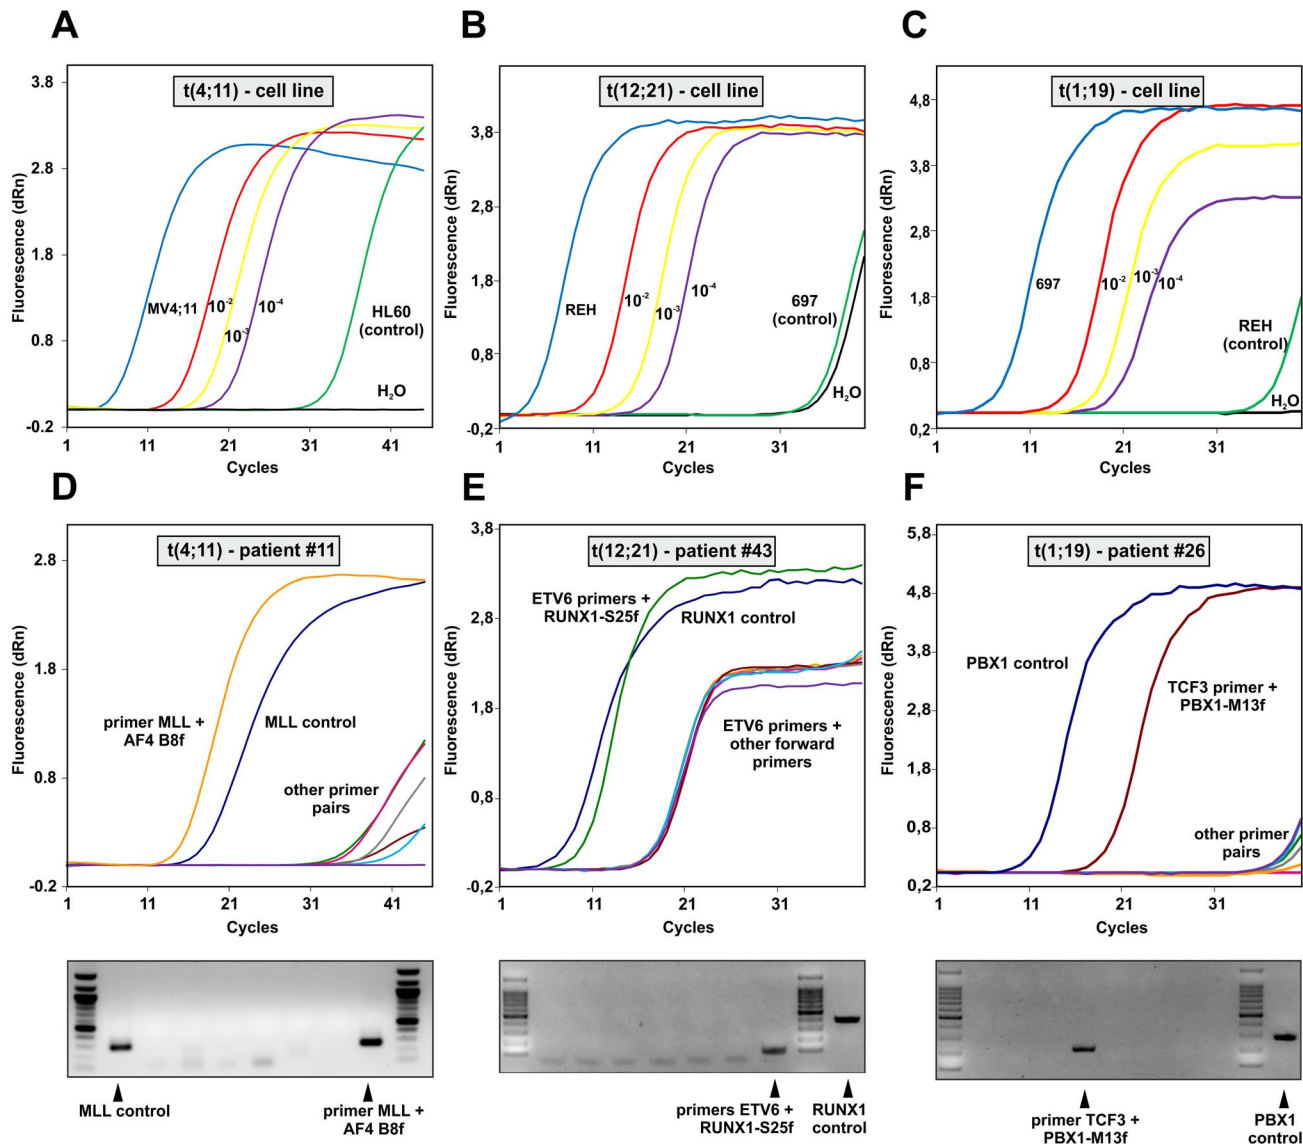 A
t(4;11) - cell line
Fluorescence (dRn)
3.8
2.8
1.8
0.8
-0.2
MV4;11
10-2
10-3
10-4
HL60
(control)
H2O
1 11 21 31 41
Cycles
B
t(12;21) - cell line
Fluorescence (dRn)
3.8
2.8
1.8
0.8
-0,2
REH
10-2
10-3
10-4
697
(control)
H2O
1 11 21 31
Cycles
C
t(1;19) - cell line
Fluorescence (dRn)
4.8
3.8
2.8
1.8
0.8
0.2
697
10-2
10-3
10-4
REH
(control)
H2O
1 11 21 31
Cycles
D
t(4;11) - patient #11
Fluorescence (dRn)
2.8
1.8
0.8
-0.2
primer MLL +
AF4 B8f
MLL control
other primer
pairs
1 11 21 31 41
Cycles
MLL control
primer MLL +
AF4 B8f
E
t(12;21) - patient #43
Fluorescence (dRn)
3.8
2.8
1,8
0,8
-0,2
ETV6 primers +
RUNX1-S25f
RUNX1 control
ETV6 primers +
other forward
primers
1 11 21 31
Cycles
primers ETV6 +
RUNX1-S25f
RUNX1
control
F
t(1;19) - patient #26
Fluorescence (dRn)
5.8
4.8
3.8
2.8
1.8
0.8
0.2
PBX1 control
TCF3 primer +
PBX1-M13f
other primer
pairs
1 11 21 31
Cycles
primer TCF3 +
PBX1-M13f
PBX1
control